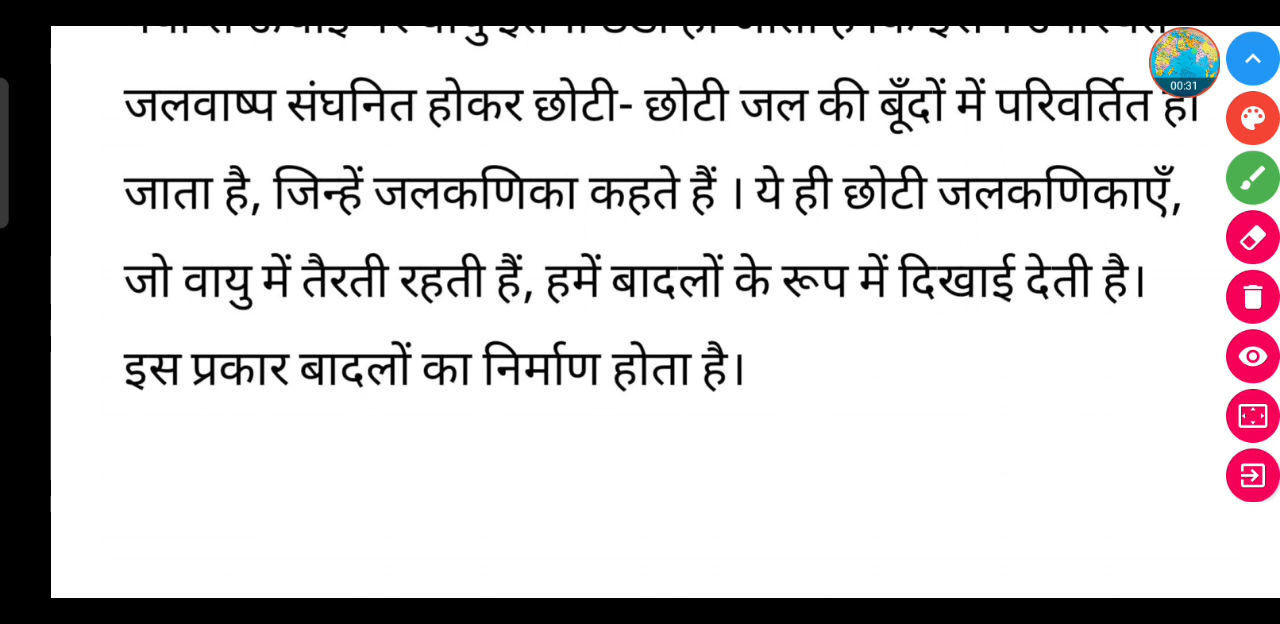 जलवाष्प संघनित होकर छोटी- छोटी जल की बूँदों में परिवर्तित हो
जाता है, जिन्हें जलकणिका कहते हैं । ये ही छोटी जलकणिकाएँ,
जो वायु में तैरती रहती हैं, हमें बादलों के रूप में दिखाई देती है।
इस प्रकार बादलों का निर्माण होता है।
00:31